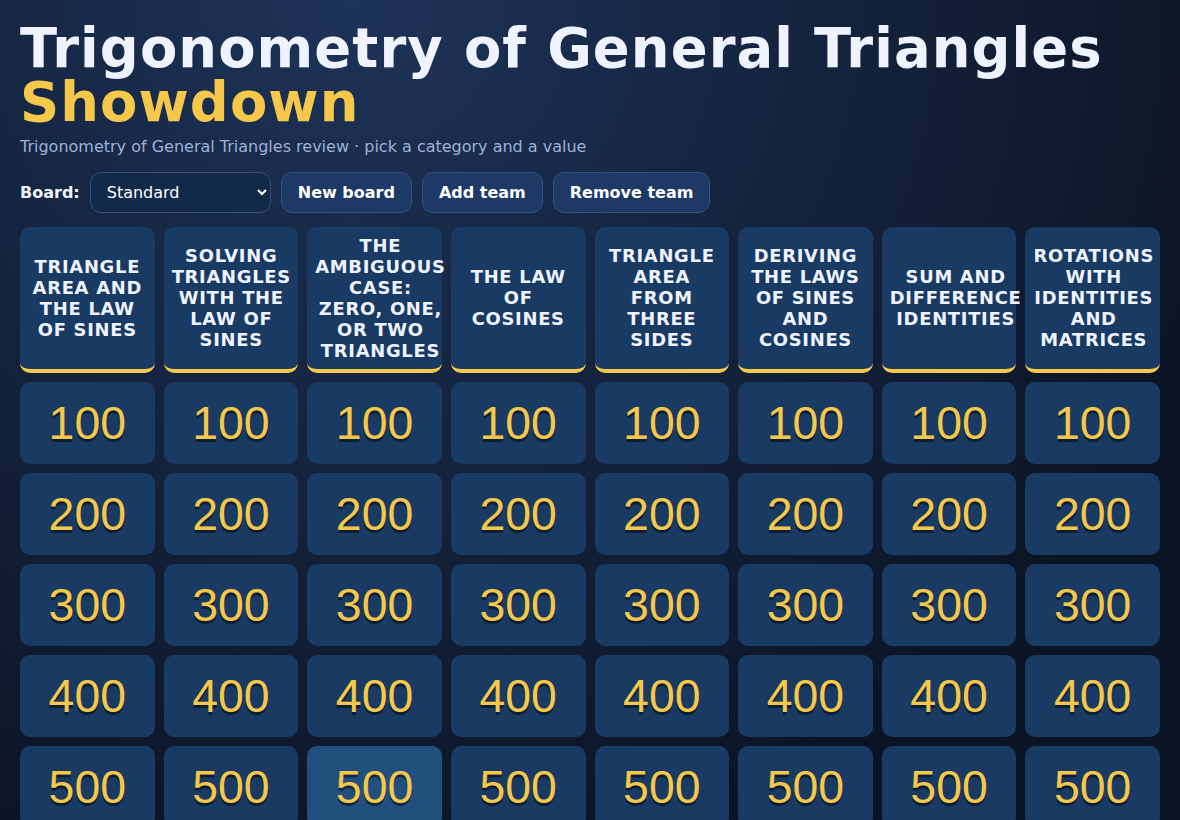 Trigonometry of General Triangles
Showdown
Trigonometry of General Triangles review · pick a category and a value
Board: Standard New board Add team Remove team
TRIANGLE
AREA AND
THE LAW
OF SINES
SOLVING
TRIANGLES
WITH THE
LAW OF
SINES
THE
AMBIGUOUS
CASE:
ZERO, ONE,
OR TWO
TRIANGLES
THE LAW
OF
COSINES
TRIANGLE
AREA
FROM
THREE
SIDES
DERIVING
THE LAWS
OF SINES
AND
COSINES
SUM AND
DIFFERENCE
IDENTITIES
ROTATIONS
WITH
IDENTITIES
AND
MATRICES
100 100 100 100 100 100 100 100
200 200 200 200 200 200 200 200
300 300 300 300 300 300 300 300
400 400 400 400 400 400 400 400
500 500 500 500 500 500 500 500